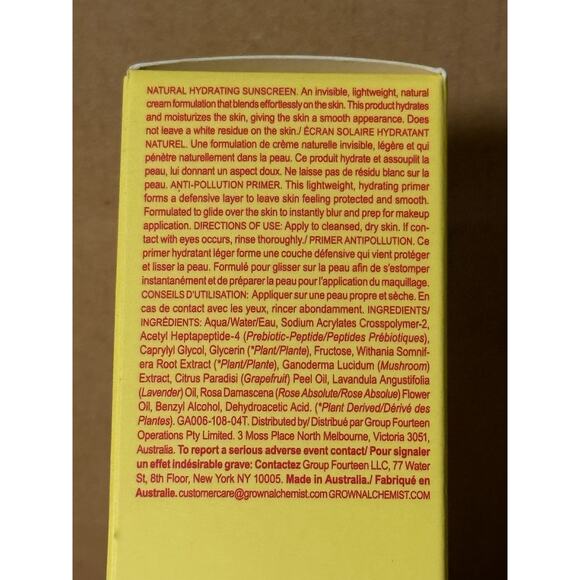 NATURAL HYDRATING SUNSCREEN. An invisible, lightweight, natural
cream formulation that blends effortlessly on the skin. This product hydrates
and moisturizes the skin, giving the skin a smooth appearance. Does
not leave a white residue on the skin./ ÉCRAN SOLAIRE HYDRATANT
NATUREL. Une formulation de crème naturelle invisible, légère et qui
pénètre naturellement dans la peau. Ce produit hydrate et assouplit la
peau, lui donnant un aspect doux. Ne laisse pas de résidu blanc sur la
peau. ANTI-POLLUTION PRIMER. This lightweight, hydrating primer
forms a defensive layer to leave skin feeling protected and smooth.
Formulated to glide over the skin to instantly blur and prep for makeup
application. DIRECTIONS OF USE: Apply to cleansed, dry skin. If con-
tact with eyes occurs, rinse thoroughly./ PRIMER ANTIPOLLUTION. Ce
primer hydratant léger forme une couche défensive qui vient protéger
et lisser la peau. Formulé pour glisser sur la peau afin de s'estomper
instantanément et de préparer la peau pour l'application du maquillage.
CONSEILS D'UTILISATION: Appliquer sur une peau propre et sèche. En
cas de contact avec les yeux, rincer abondamment. INGREDIENTS/
INGRÉDIENTS: Aqua/Water/Eau, Sodium Acrylates Crosspolymer-2,
Acetyl Heptapeptide-4 (Prebiotic-Peptide/Peptides Prébiotiques),
Caprylyl Glycol, Glycerin (*Plant/Plante), Fructose, Withania Somnif-
era Root Extract (*Plant/Plante), Ganoderma Lucidum (Mushroom)
Extract, Citrus Paradisi (Grapefruit) Peel Oil, Lavandula Angustifolia
(Lavender) Oil, Rosa Damascena (Rose Absolute/Rose Absolue) Flower
Oil, Benzyl Alcohol, Dehydroacetic Acid. (*Plant Derived/Dérivé des
Plantes). GA006-108-04T. Distributed by/ Distribué par Group Fourteen
Operations Pty Limited. 3 Moss Place North Melbourne, Victoria 3051,
Australia. To report a serious adverse event contact/ Pour signaler
un effet indésirable grave: Contactez Group Fourteen LLC, 77 Water
St, 8th Floor, New York NY 10005. Made in Australia./ Fabriqué en
Australie. customercare@grownalchemist.com GROWNALCHEMIST.COM